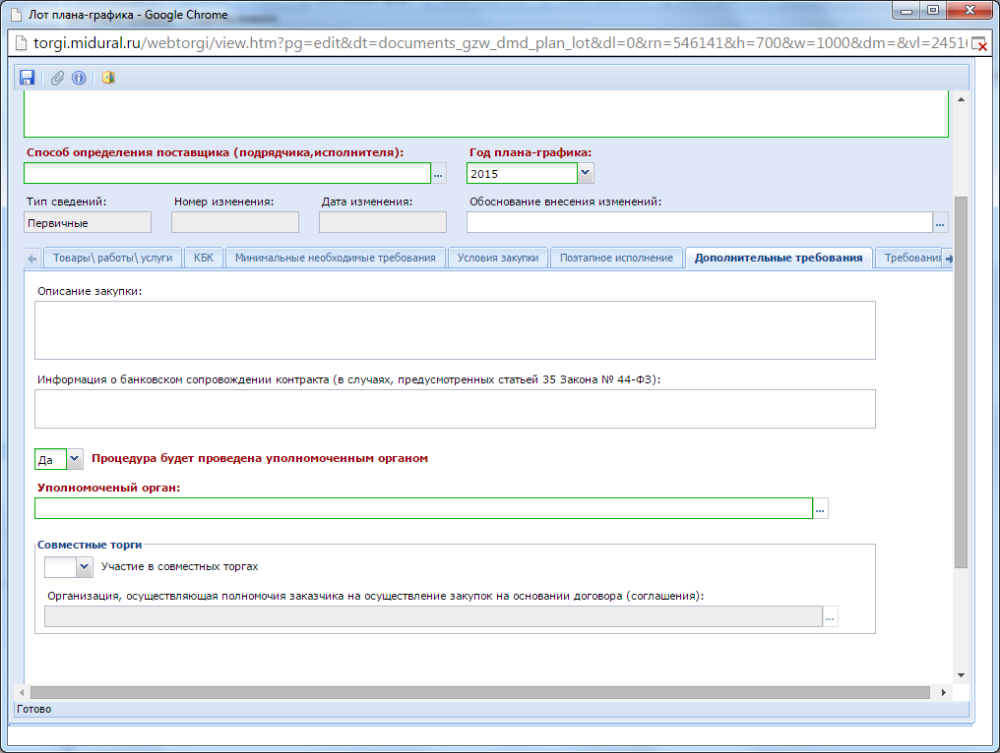 Лот плана-графика - Google Chrome
torgi.midural.ru/webtorgi/view.htm?pg=edit&dt=documents_gzw_dmd_plan_lot&dl=0&rn=546141&h=700&w=1000&dm=&vl=2451
Способ определения поставщика (подрядчика,исполнителя): Год плана-графика:
... 2015
Тип сведений: Номер изменения: Дата изменения: Обоснование внесения изменений:
Первичные ...
Товары\ работы\ услуги КБК Минимальные необходимые требования Условия закупки Поэтапное исполнение Дополнительные требования Требования
Описание закупки:
Информация о банковском сопровождении контракта (в случаях, предусмотренных статьей 35 Закона № 44-ФЗ):
Да Процедура будет проведена уполномоченным органом
Уполномоченый орган:
...
Совместные торги
Участие в совместных торгах
Организация, осуществляющая полномочия заказчика на осуществление закупок на основании договора (соглашения):
...
Готово